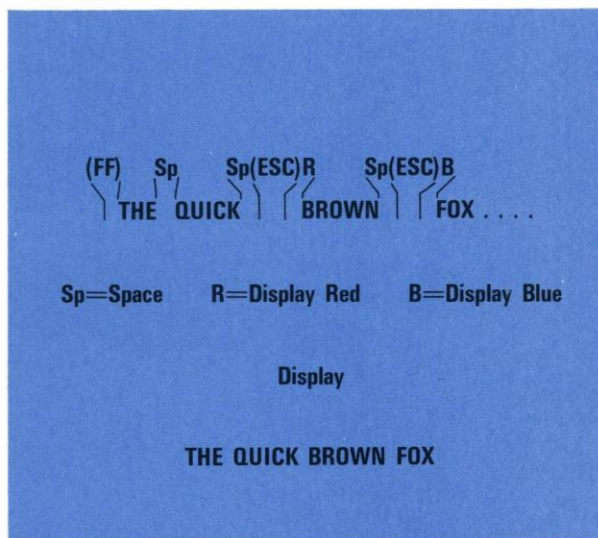 (FF) Sp Sp(ESC)R Sp(ESC)B
THE QUICK BROWN FOX . . . .
Sp=Space R=Display Red B=Display Blue
Display
THE QUICK BROWN FOX